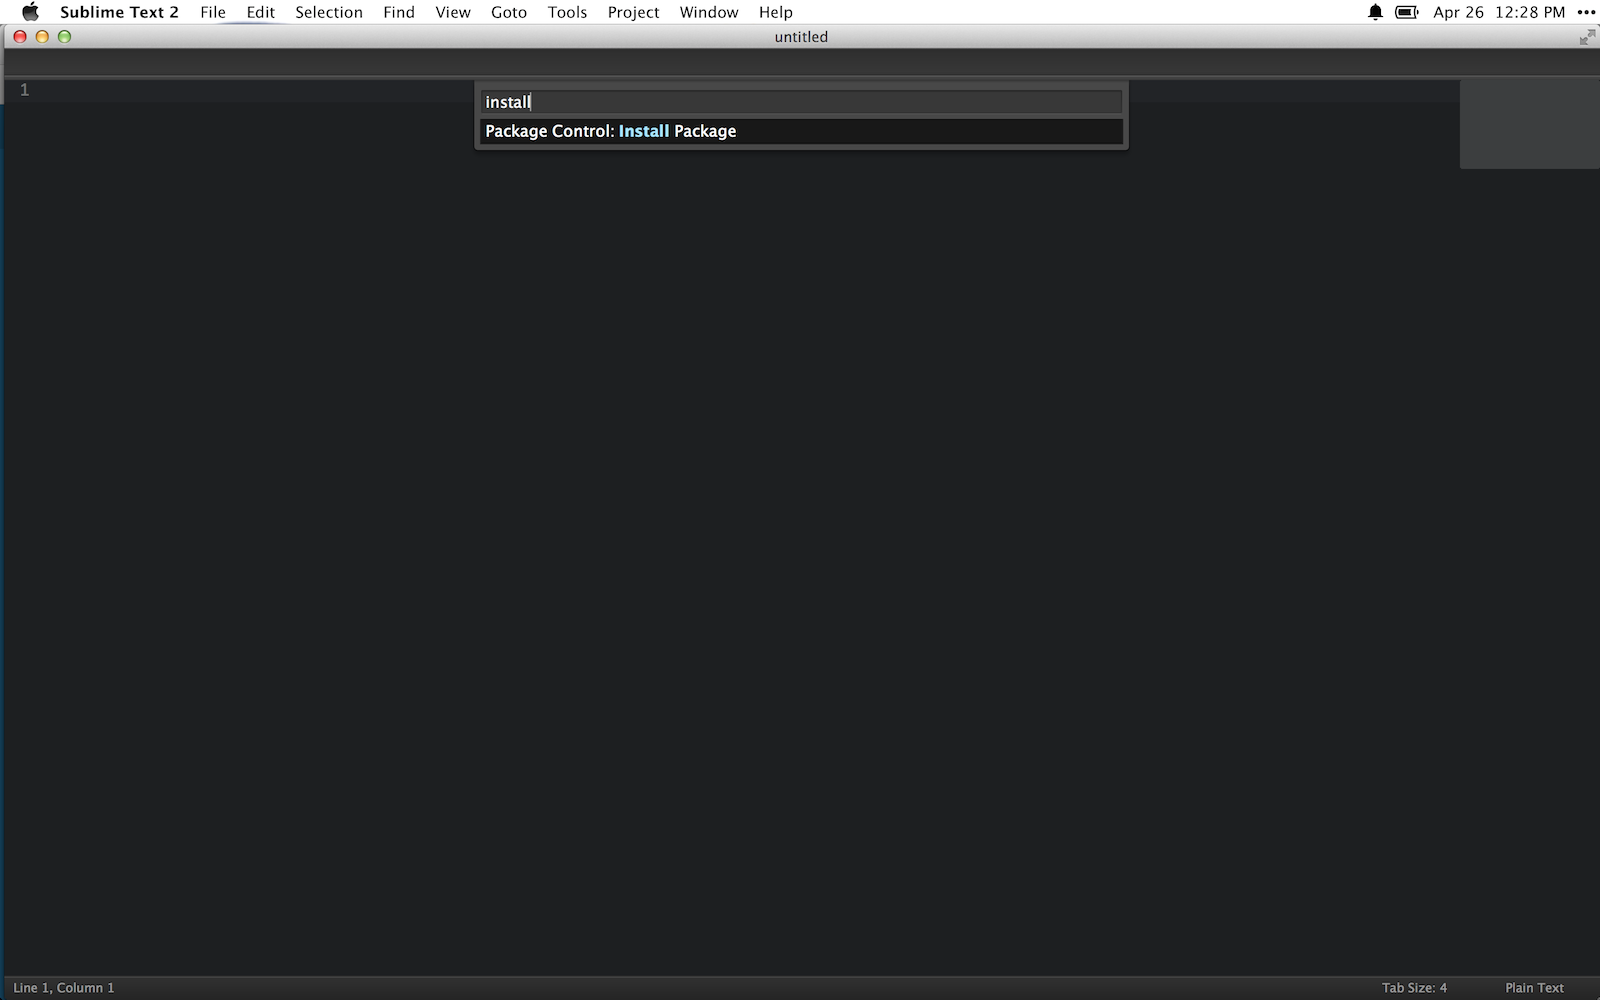 Sublime Text 2 File Edit Selection Find View Goto Tools Project Window Help Apr 26 12:28 PM
untitled
1
install
Package Control: Install Package
Line 1, Column 1 Tab Size: 4 Plain Text